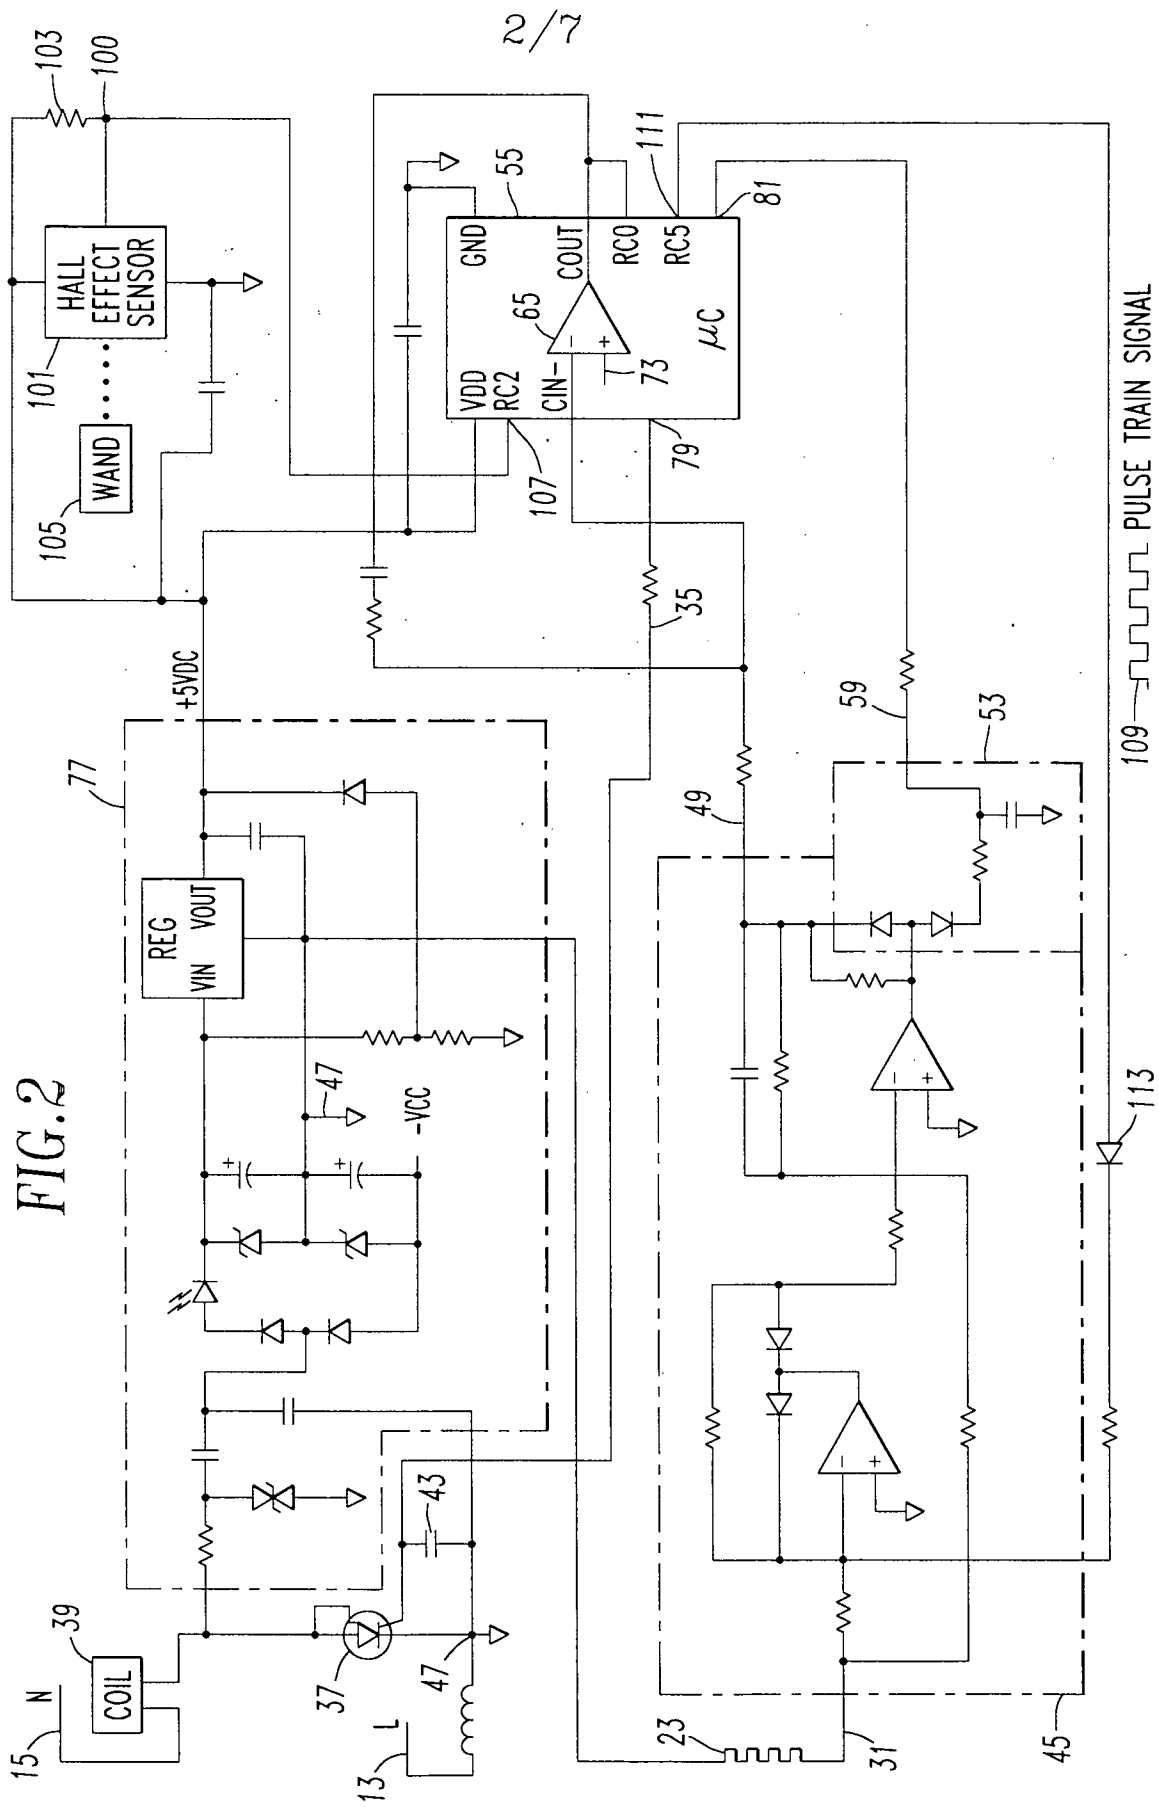 2/7
FIG.2
103
100
HALL
EFFECT
SENSOR
101
WAND
105
+5VDC
77
REG
VIN
VOUT
47
-VCC
39
COIL
N
15
37
47
L
13
43
GND
55
VDD
RC2
CIN-
COUT
RC0
RC5
65
-
+
73
μC
111
81
107
79
35
49
59
53
-
+
-
+
23
31
45
113
109
PULSE TRAIN SIGNAL
+
+